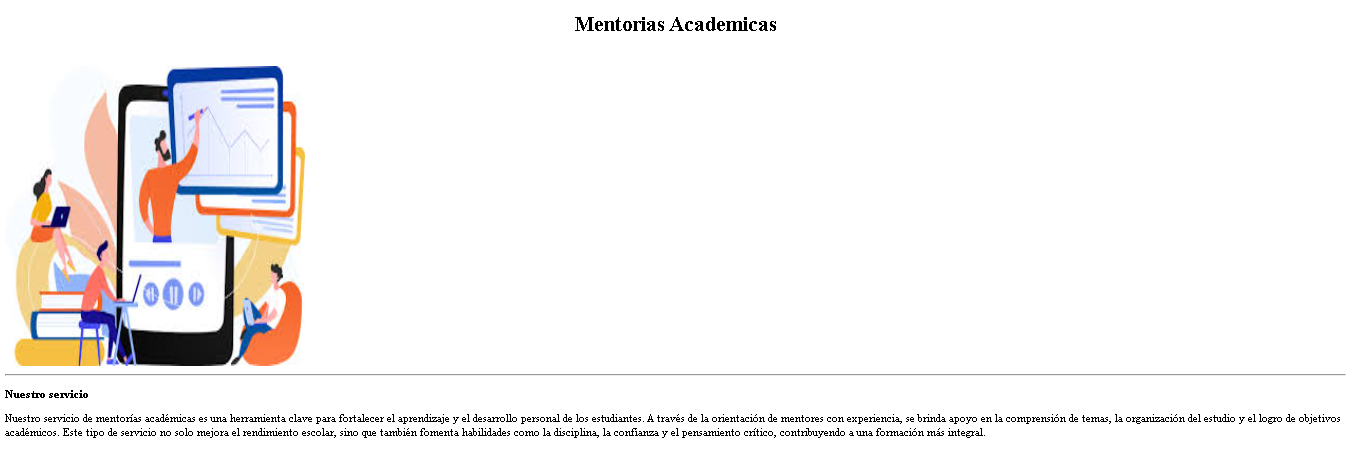 Mentorias Academicas
Nuestro servicio
Nuestro servicio de mentorías académicas es una herramienta clave para fortalecer el aprendizaje y el desarrollo personal de los estudiantes. A través de la orientación de mentores con experiencia, se brinda apoyo en la comprensión de temas, la organización del estudio y el logro de objetivos
académicos. Este tipo de servicio no solo mejora el rendimiento escolar, sino que también fomenta habilidades como la disciplina, la confianza y el pensamiento crítico, contribuyendo a una formación más integral.